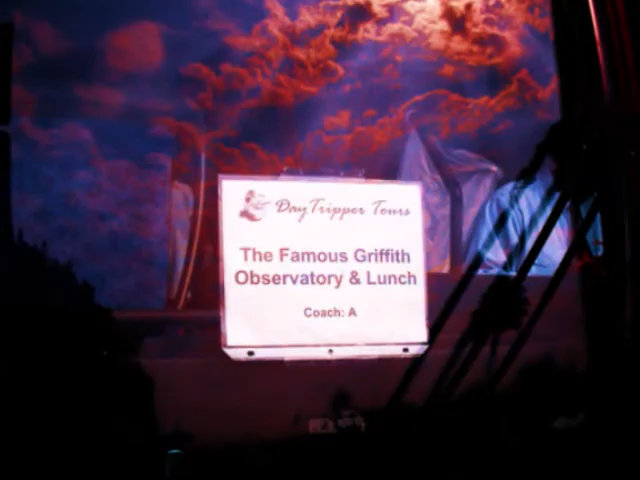 DayTripper Tours
The Famous Griffith
Observatory & Lunch
Coach: A